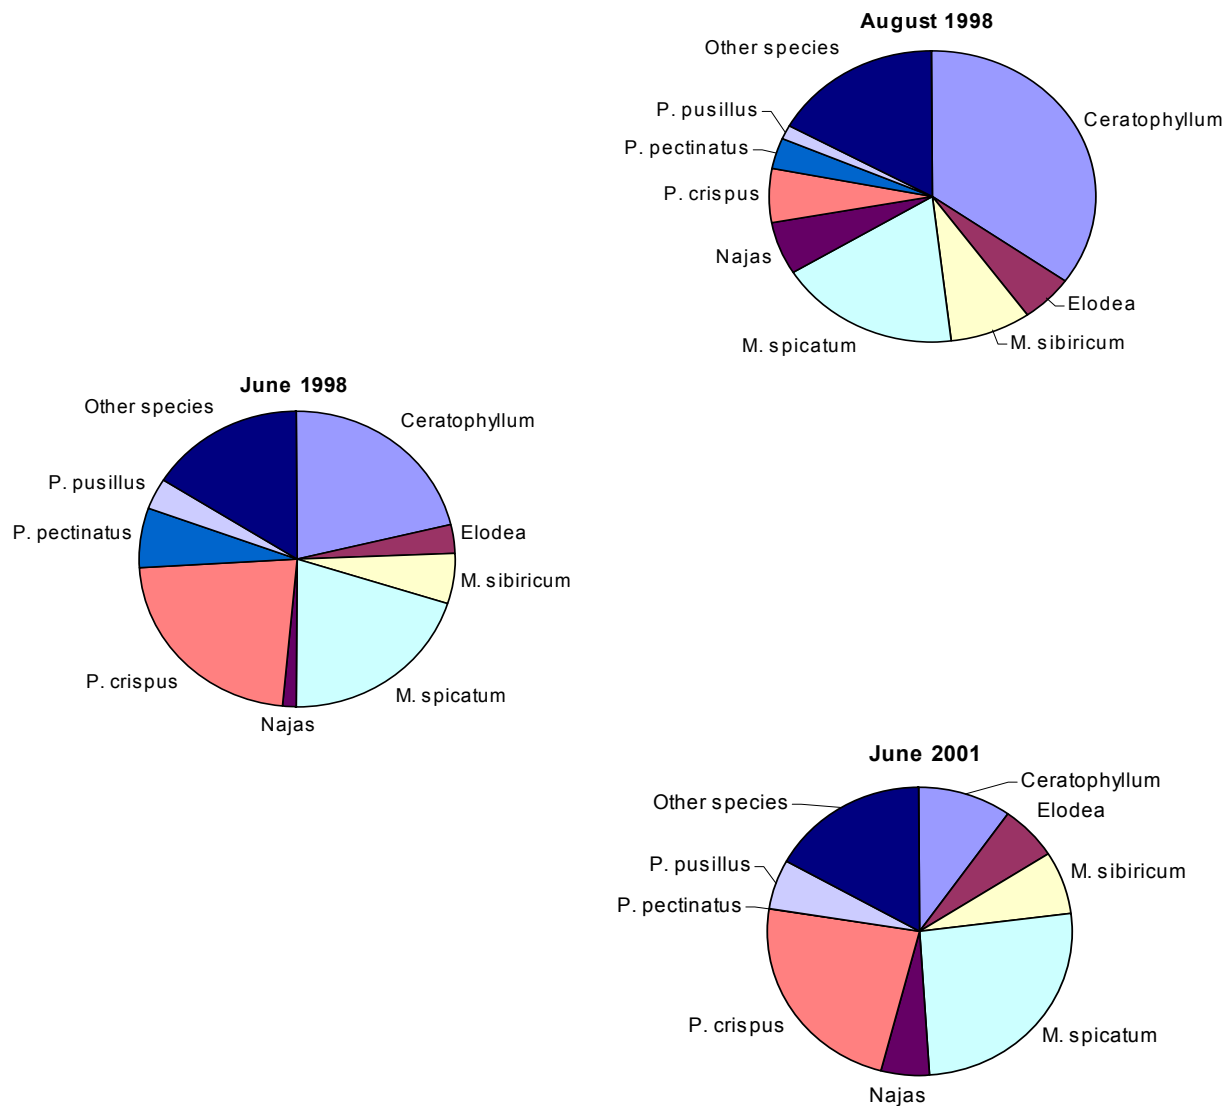 August 1998
Other species
Ceratophyllum
P. pusillus
P. pectinatus
P. crispus
Najas
Elodea
M. spicatum
M. sibiricum
June 1998
Other species
Ceratophyllum
P. pusillus
P. pectinatus
Elodea
M. sibiricum
P. crispus
M. spicatum
Najas
June 2001
Ceratophyllum
Other species
Elodea
P. pusillus
M. sibiricum
P. pectinatus
P. crispus
M. spicatum
Najas